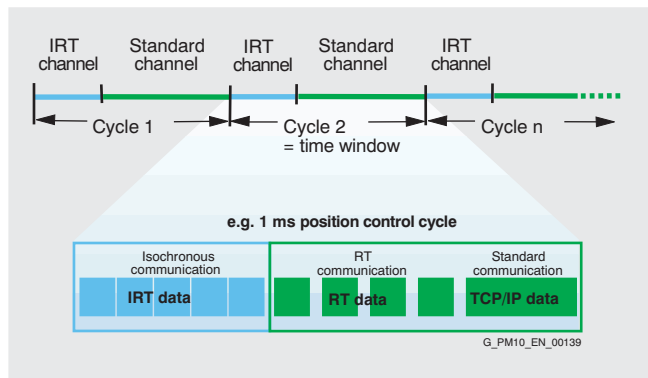 IRT
channel
Standard
channel
IRT
channel
Standard
channel
IRT
channel
Cycle 1
Cycle 2
= time window
Cycle n
e.g. 1 ms position control cycle
Isochronous
communication
RT
communication
Standard
communication
IRT data
RT data
TCP/IP data
G_PM10_EN_00139